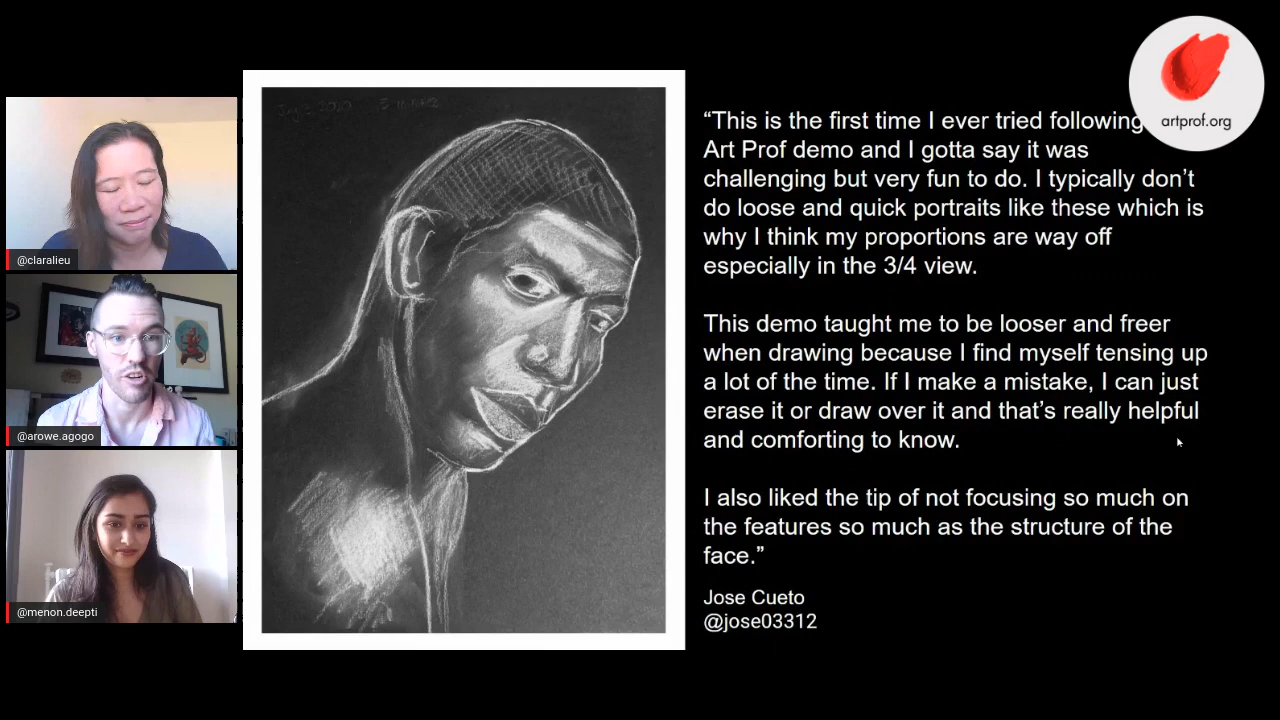 artprof.org
“This is the first time I ever tried following
Art Prof demo and I gotta say it was
challenging but very fun to do. I typically don’t
do loose and quick portraits like these which is
why I think my proportions are way off
especially in the 3/4 view.
This demo taught me to be looser and freer
when drawing because I find myself tensing up
a lot of the time. If I make a mistake, I can just
erase it or draw over it and that’s really helpful
and comforting to know.
I also liked the tip of not focusing so much on
the features so much as the structure of the
face.”
Jose Cueto
@jose03312
@claralieu
@arowe.agogo
@menon.deepti